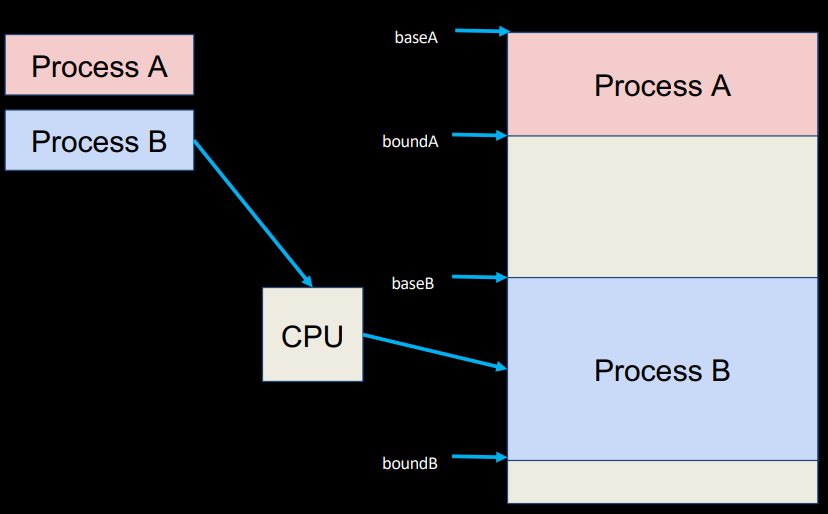 Process A
Process B
CPU
baseA
boundA
baseB
boundB
Process A
Process B